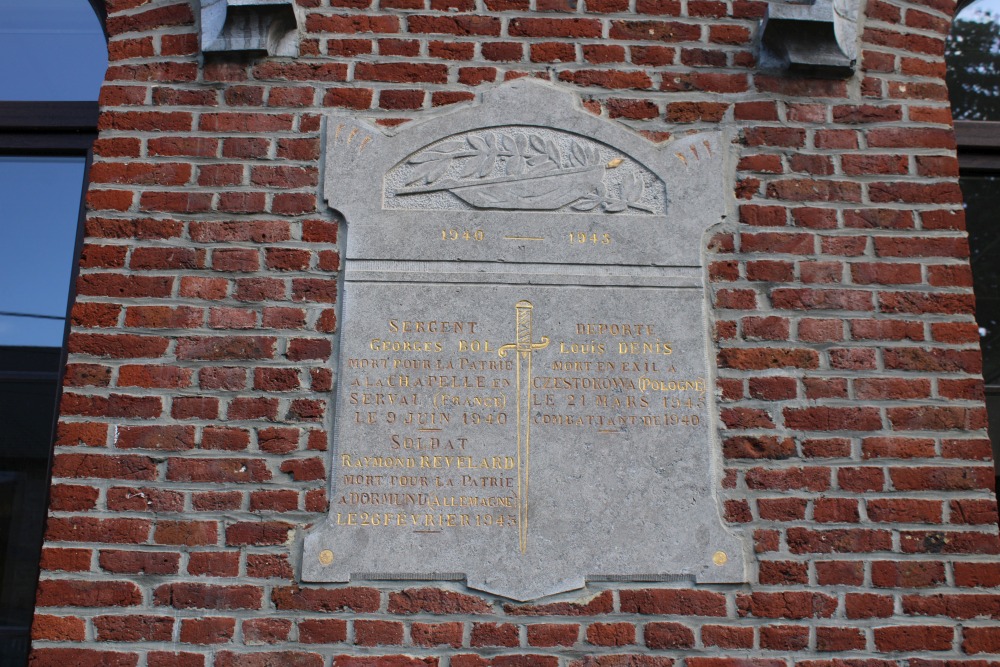 1940 — 1945
SERGENT
GEORGES BOL
MORT POUR LA PATRIE
A LA CHAPELLE EN
SERVAL (FRANCE)
LE 9 JUIN 1940
SOLDAT
RAYMOND REVELARD
MORT POUR LA PATRIE
A DORMUND (ALLEMAGNE)
LE 26 FÉVRIER 1945
DEPORTE
LOUIS DENIS
MORT EN EXIL A
CZESTOKOWA (POLOGNE)
LE 21 MARS 1945
COMBATTANT DE 1940